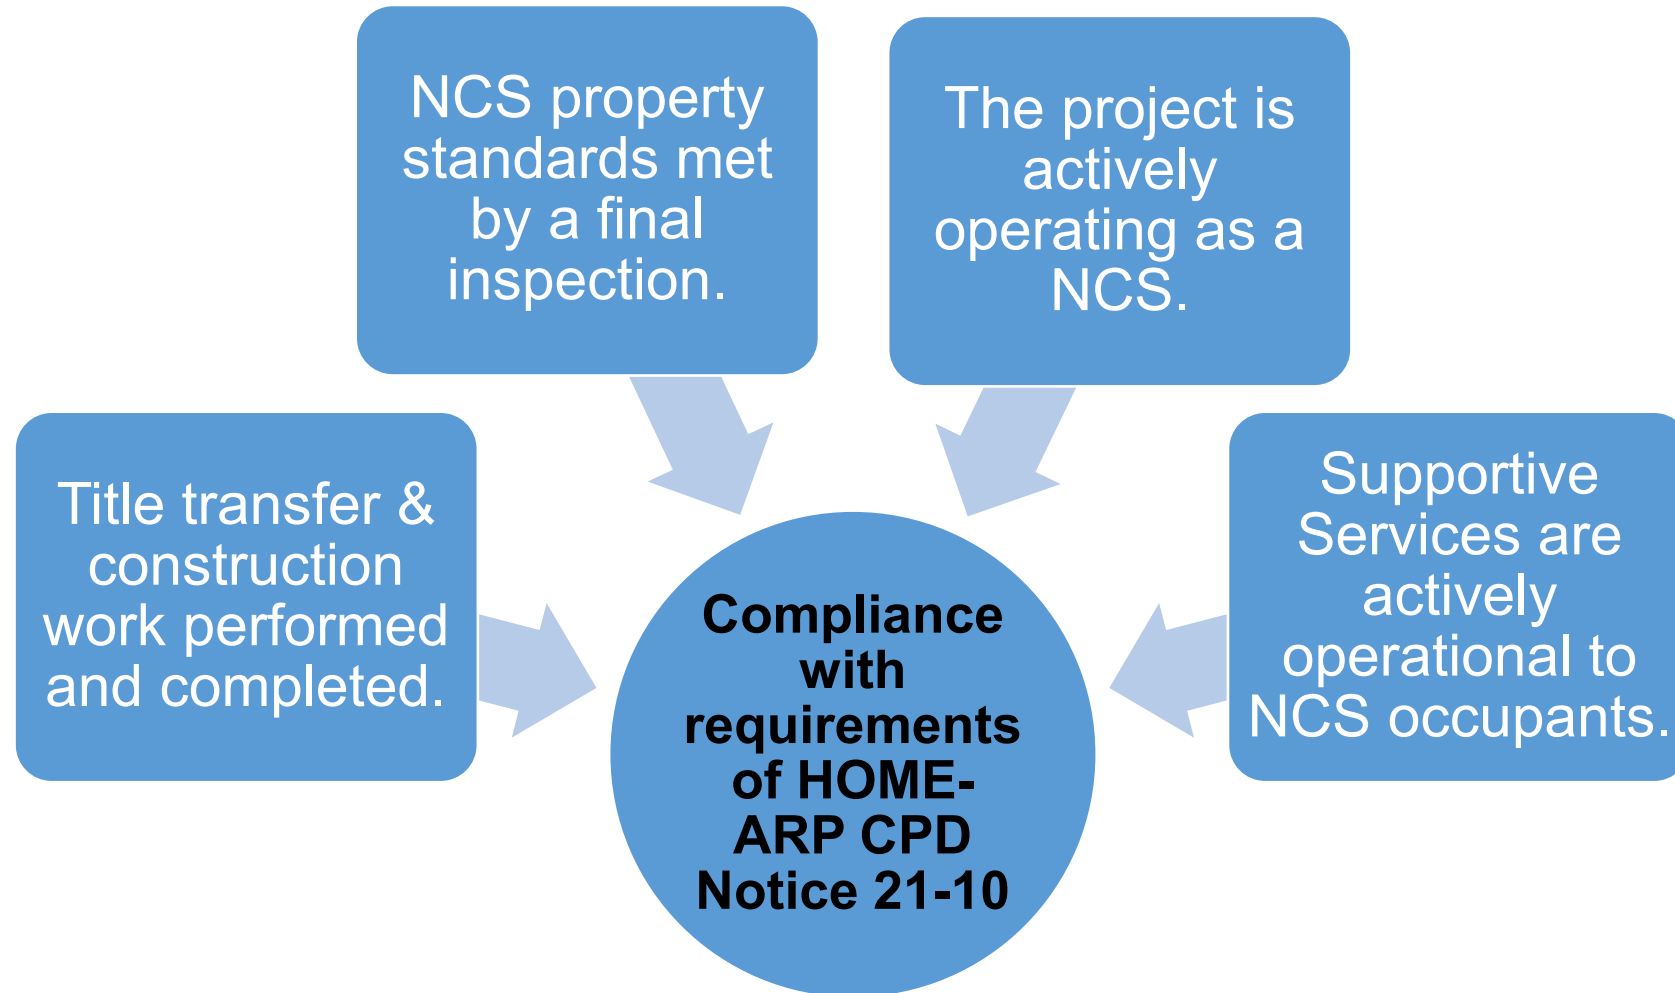 NCS property
standards met
by a final
inspection.
The project is
actively
operating as a
NCS.
Title transfer &
construction
work performed
and completed.
Supportive
Services are
actively
operational to
NCS occupants.
Compliance
with
requirements
of HOME-
ARP CPD
Notice 21-10